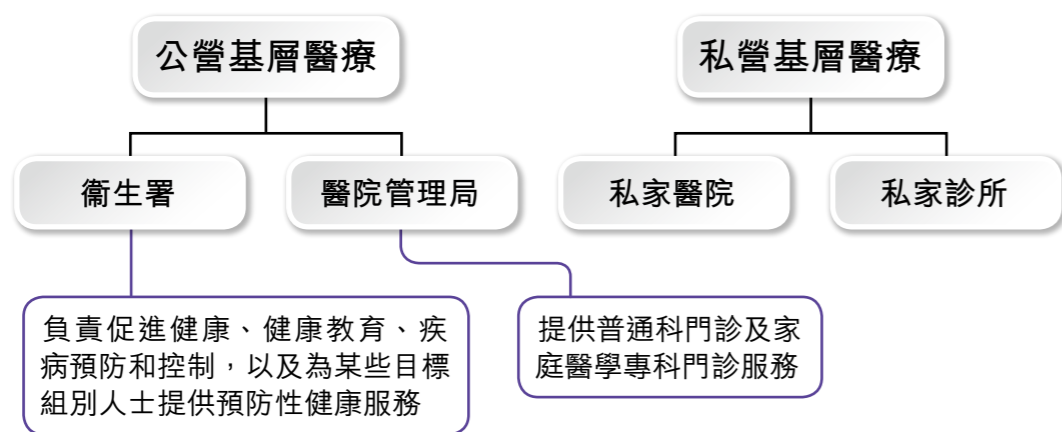 公營基層醫療
私營基層醫療
衞生署
醫院管理局
私家醫院
私家診所
負責促進健康、健康教育、疾
病預防和控制，以及為某些目標
組別人士提供預防性健康服務
提供普通科門診及家
庭醫學專科門診服務